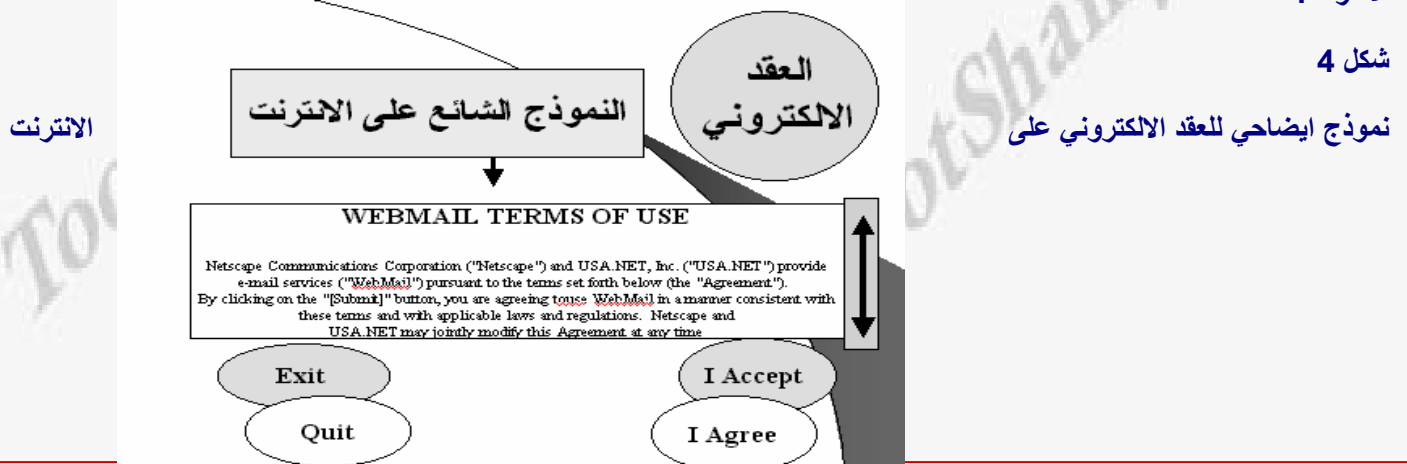 شكل 4
نموذج ايضاحي للعقد الالكتروني على الانترنت
العقد
الالكتروني
النموذج الشائع على الانترنت
WEBMAIL TERMS OF USE
Netscape Communications Corporation ("Netscape") and USA.NET, Inc. ("USA.NET") provide
e-mail services ("WebMail") pursuant to the terms set forth below (the "Agreement").
By clicking on the "[Submit]" button, you are agreeing touse WebMail in a manner consistent with
these terms and with applicable laws and regulations. Netscape and
USA.NET may jointly modify this Agreement at any time
Exit
I Accept
Quit
I Agree